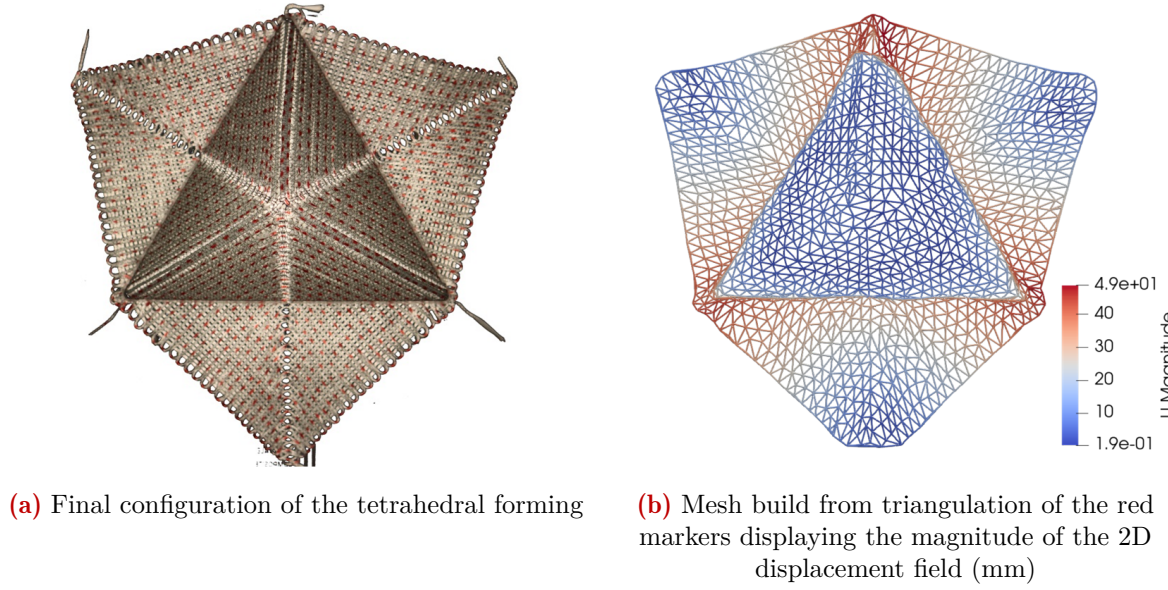 4.9e+01
40
30
20
10
1.9e-01
U Magnitude
(a) Final configuration of the tetrahedral forming
(b) Mesh build from triangulation of the red
markers displaying the magnitude of the 2D
displacement field (mm)